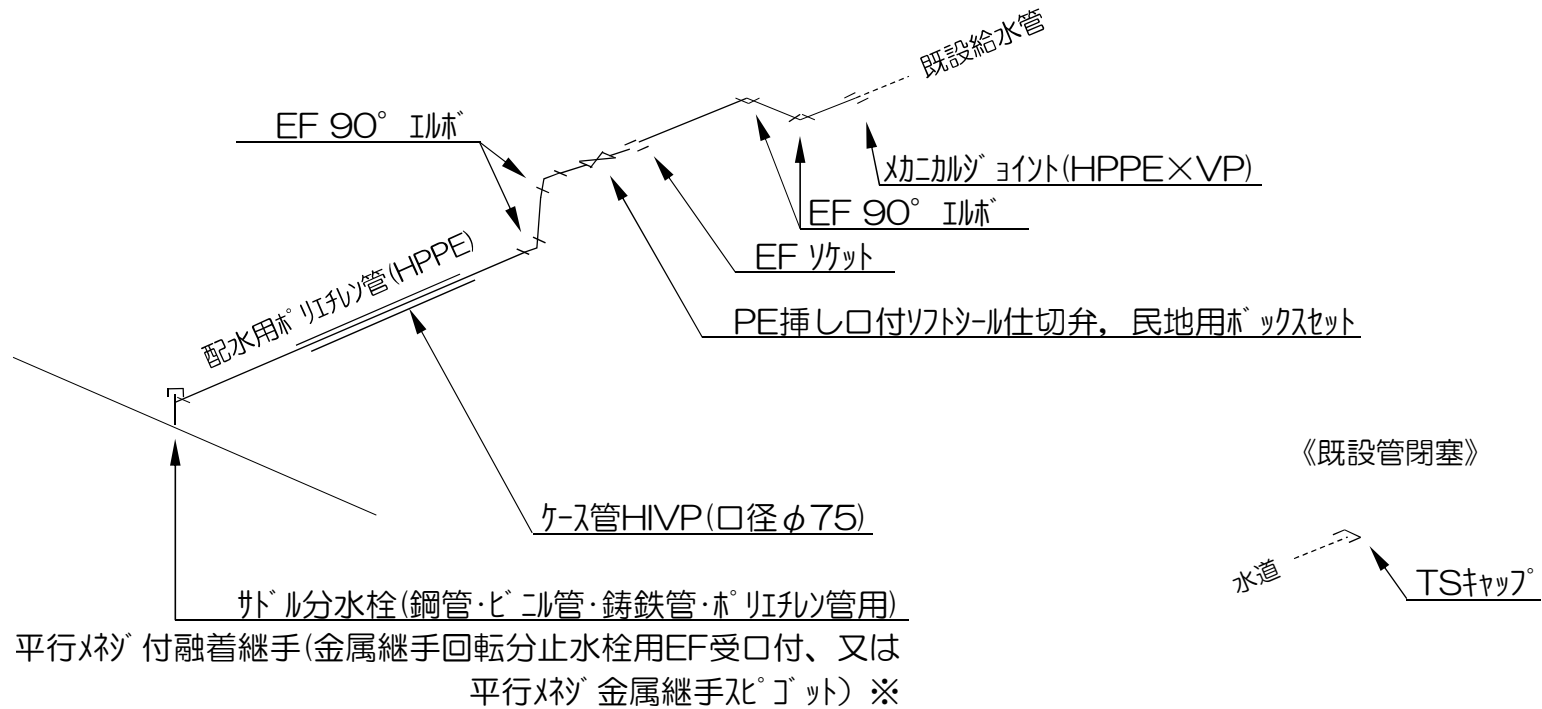 既設給水管
EF 90° ｴﾙﾎﾞ
ﾒｶﾆｶﾙｼﾞｮｲﾝﾄ(HPPE×VP)
EF 90° ｴﾙﾎﾞ
EF ｿｹｯﾄ
配水用ﾎﾟﾘｴﾁﾚﾝ管(HPPE)
PE挿し口付ｿﾌﾄｼｰﾙ仕切弁，民地用ﾎﾞｯｸｽｾｯﾄ
《既設管閉塞》
ｹｰｽ管HIVP(口径φ75)
水道
TSｷｬｯﾌﾟ
ｻﾄﾞﾙ分水栓(鋼管･ﾋﾞﾆﾙ管･鋳鉄管･ﾎﾟﾘｴﾁﾚﾝ管用)
平行ﾒﾈｼﾞ付融着継手(金属継手回転分止水栓用EF受口付、又は
平行ﾒﾈｼﾞ金属継手ｽﾋﾟｺﾞｯﾄ）※